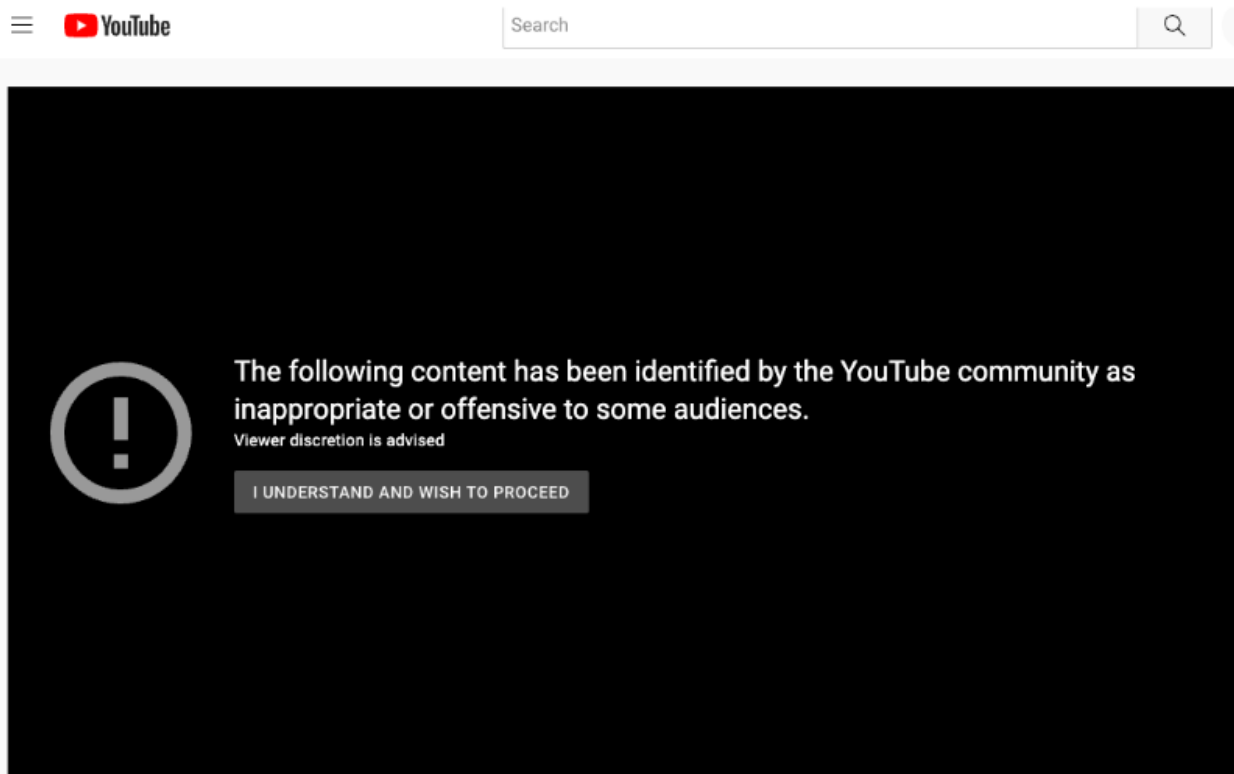 YouTube
Search
The following content has been identified by the YouTube community as
inappropriate or offensive to some audiences.
Viewer discretion is advised
I UNDERSTAND AND WISH TO PROCEED